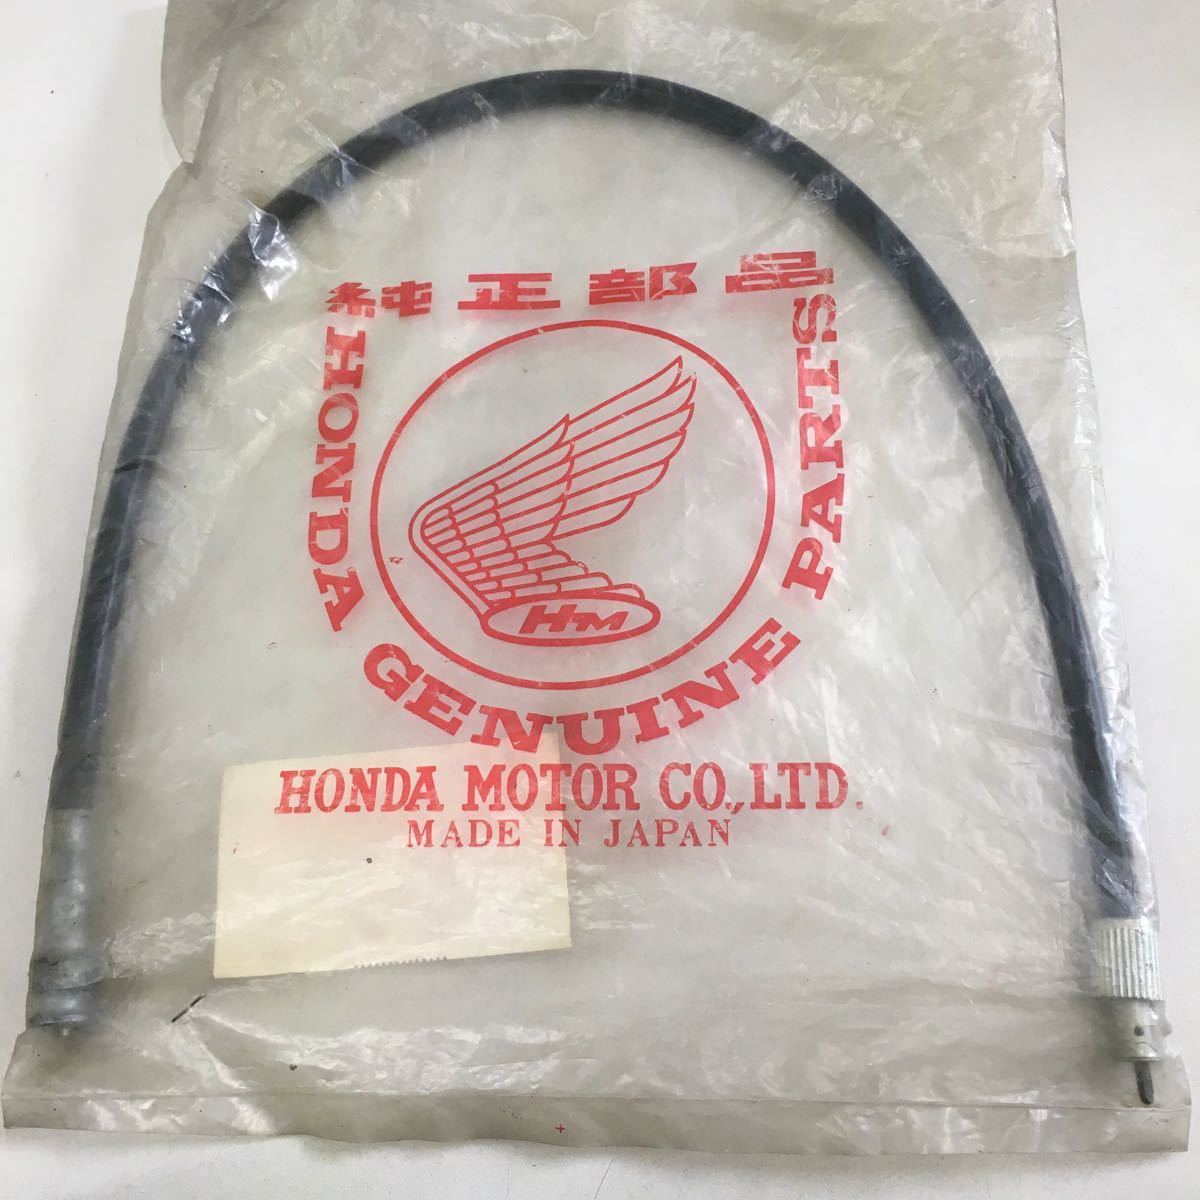 純正部品
HONDA GENUINE PARTS
HM
HONDA MOTOR CO., LTD.
MADE IN JAPAN